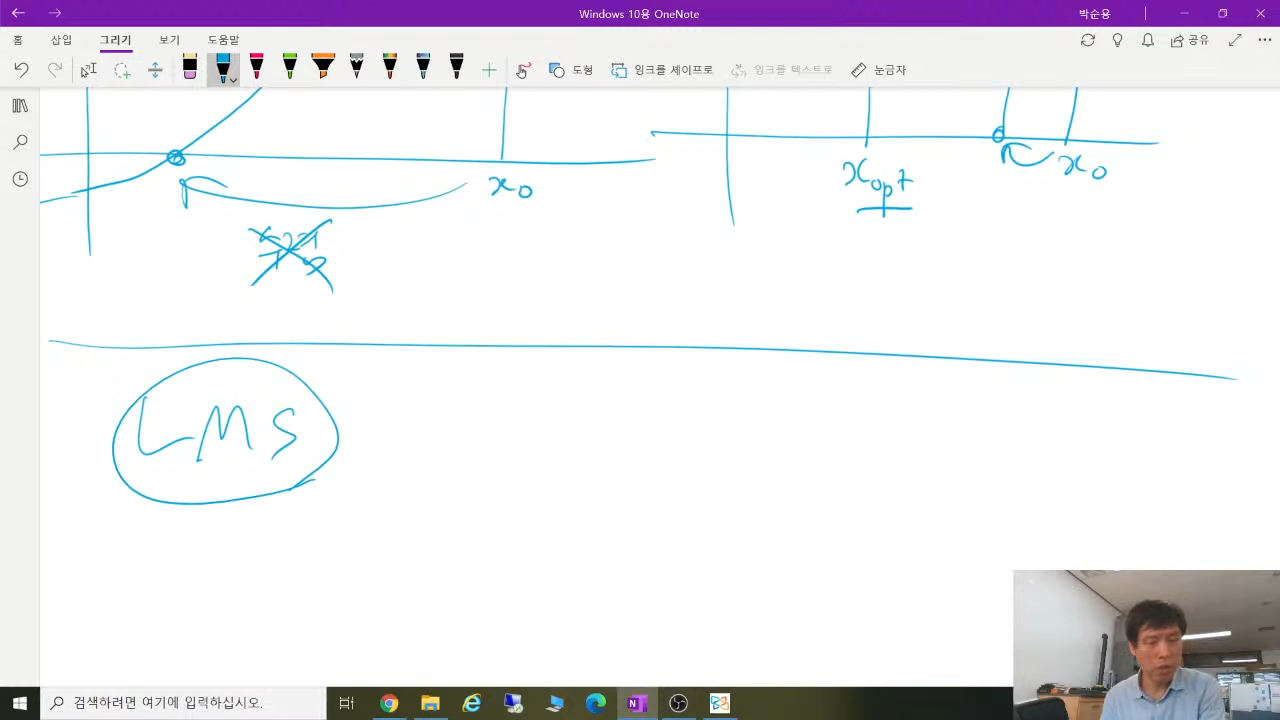 Windows 10용 OneNote
박순용
홈 삽입 그리기 보기 도움말
공유
도형 잉크를 셰이프로 잉크를 텍스트로 눈금자
x₀
x_opt
x₀
LMS
검색하려면 여기에 입력하십시오.